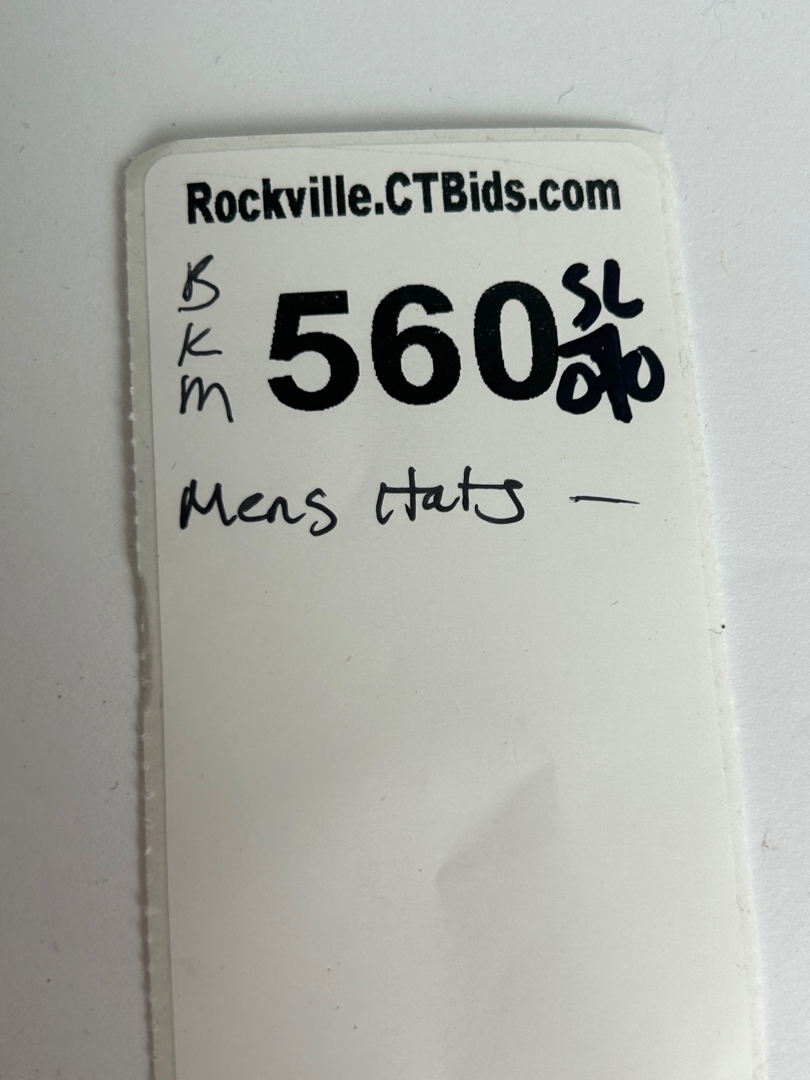 Rockville.CTBids.com
B
K
M
560
SL
Mens Hats —